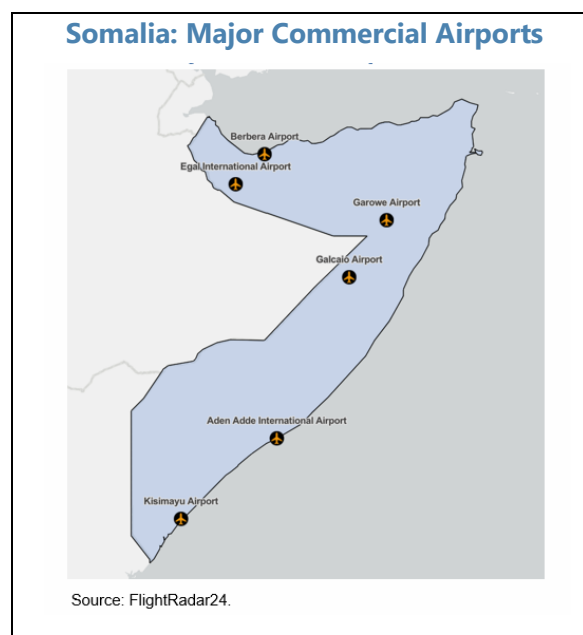 Somalia: Major Commercial Airports
Berbera Airport
Egal International Airport
Garowe Airport
Galcaio Airport
Aden Adde International Airport
Kisimayu Airport
Source: FlightRadar24.